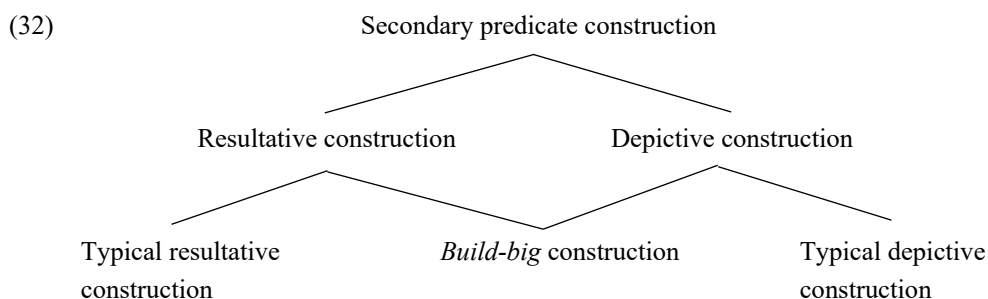 (32) Secondary predicate construction
Resultative construction Depictive construction
Typical resultative Build-big construction Typical depictive
construction construction